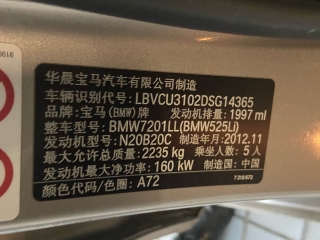 华晨宝马汽车有限公司制造
车辆识别代号:LBVCU3102DSG14365
品牌:宝马(BMW)牌 发动机排量:1997 ml
整车型号:BMW7201LL(BMW525Li)
发动机型号:N20B20C 制造年月:2012.11
最大允许总质量:2235 kg 乘坐人数:5人
发动机最大净功率:160 kW 制造国:中国
颜色代码/色圈:A72
7 310 673